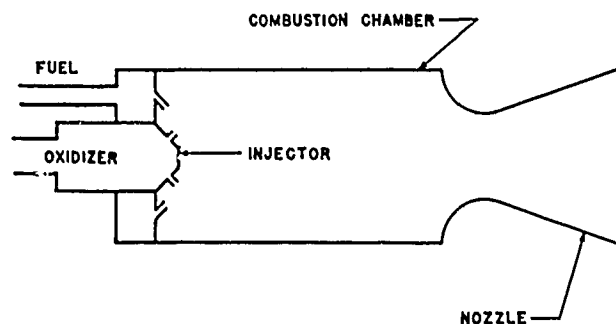 COMBUSTION CHAMBER
FUEL
OXIDIZER
INJECTOR
NOZZLE